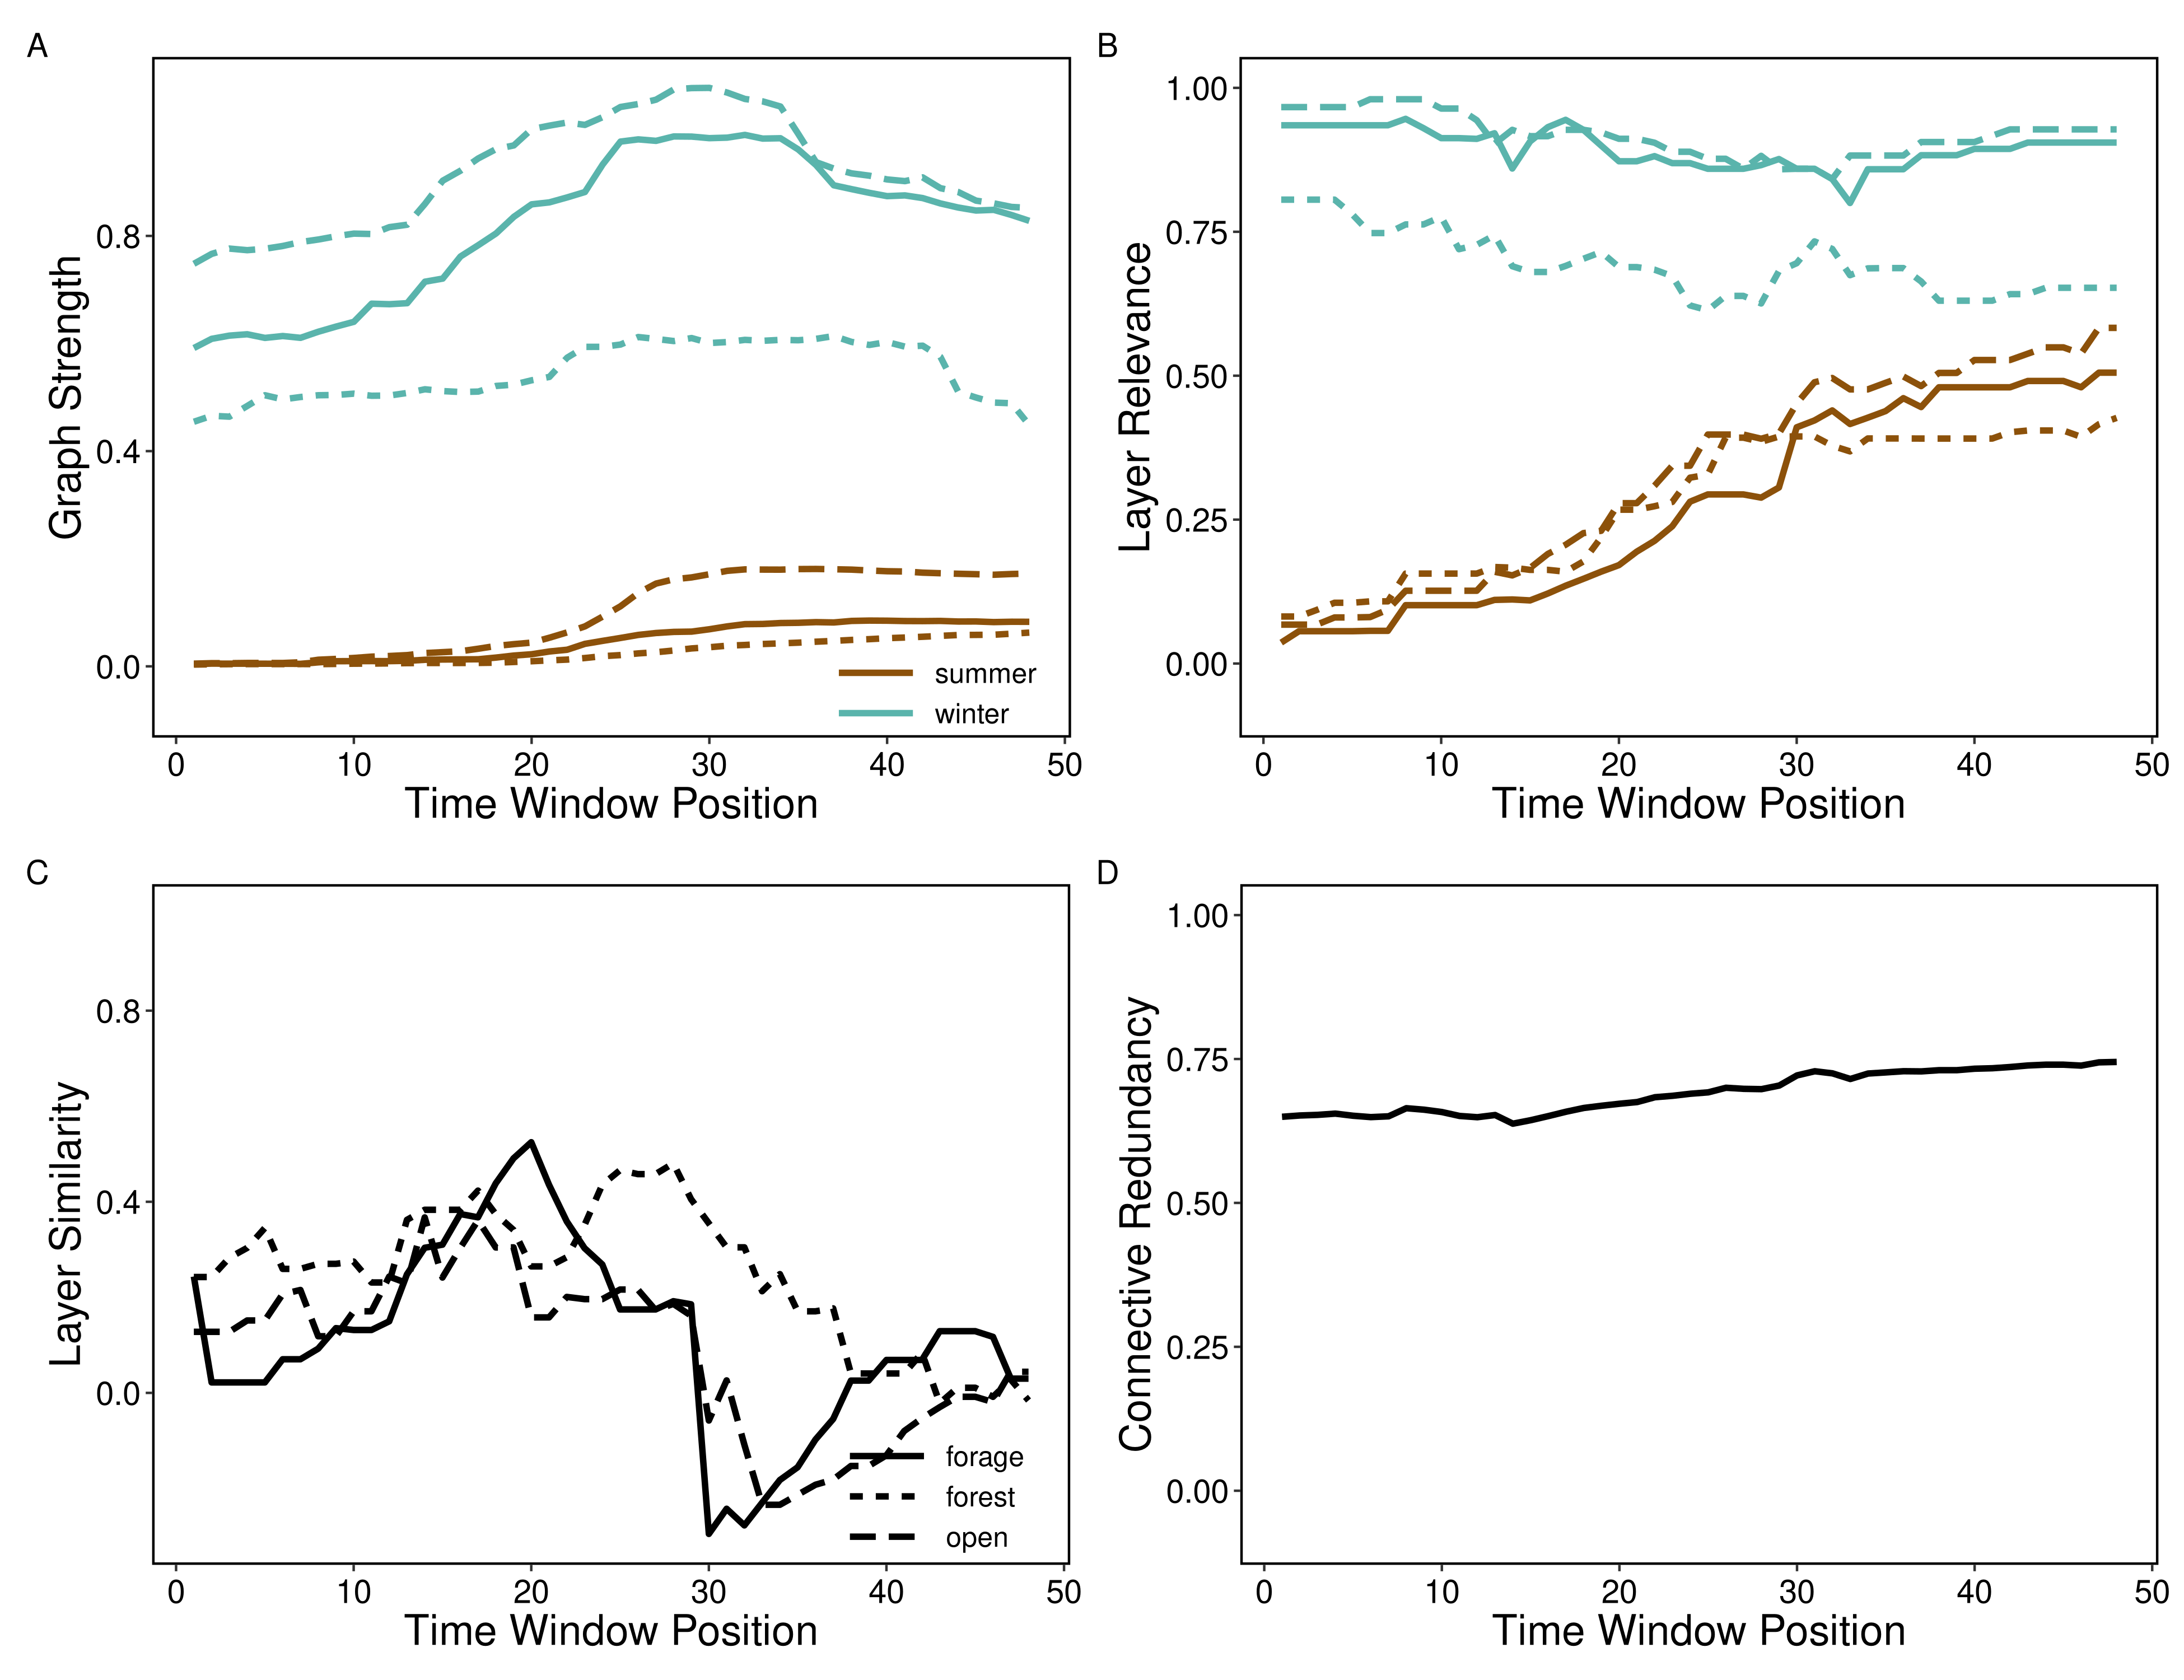 A
Graph Strength
0.8
0.4
0.0
summer
winter
0 10 20 30 40 50
Time Window Position
B
Layer Relevance
1.00
0.75
0.50
0.25
0.00
0 10 20 30 40 50
Time Window Position
C
Layer Similarity
0.8
0.4
0.0
forage
forest
open
0 10 20 30 40 50
Time Window Position
D
Connective Redundancy
1.00
0.75
0.50
0.25
0.00
0 10 20 30 40 50
Time Window Position